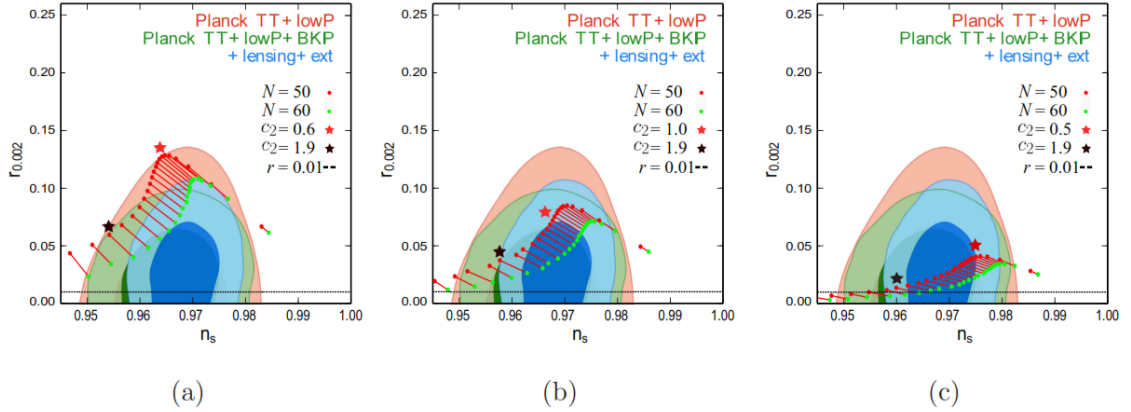 Planck TT + lowP
Planck TT + lowP+ BKP
+ lensing+ ext
N = 50
N = 60
c₂ = 0.6
c₂ = 1.9
r = 0.01
0.25
0.20
0.15
0.10
0.05
0.00
r₀.₀₀₂
0.95
0.96
0.97
0.98
0.99
1.00
nₛ
(a)
Planck TT + lowP
Planck TT + lowP+ BKP
+ lensing+ ext
N = 50
N = 60
c₂ = 1.0
c₂ = 1.9
r = 0.01
0.25
0.20
0.15
0.10
0.05
0.00
r₀.₀₀₂
0.95
0.96
0.97
0.98
0.99
1.00
nₛ
(b)
Planck TT + lowP
Planck TT + lowP+ BKP
+ lensing+ ext
N = 50
N = 60
c₂ = 0.5
c₂ = 1.9
r = 0.01
0.25
0.20
0.15
0.10
0.05
0.00
r₀.₀₀₂
0.95
0.96
0.97
0.98
0.99
1.00
nₛ
(c)